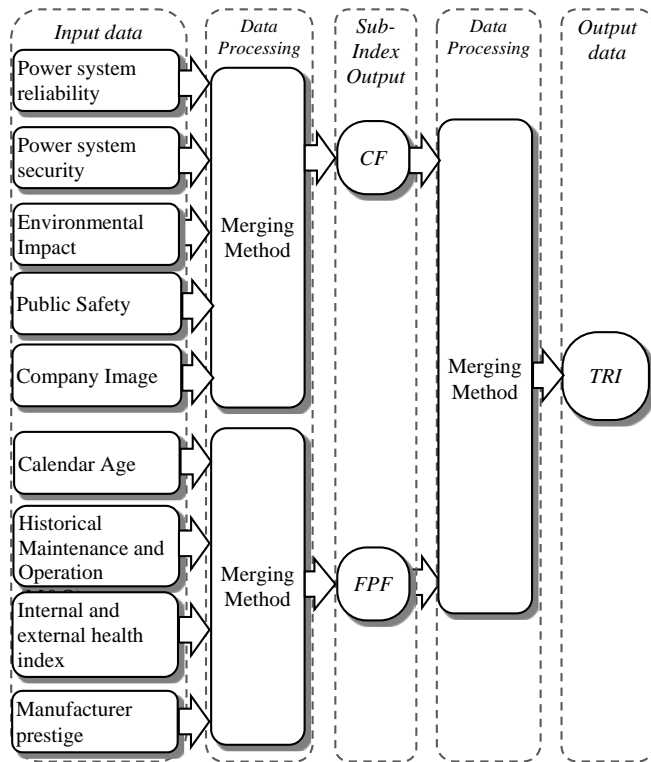 Input data
Data
Processing
Sub-
Index
Output
Data
Processing
Output
data
Power system
reliability
Power system
security
Environmental
Impact
Public Safety
Company Image
Merging
Method
CF
Calendar Age
Historical
Maintenance and
Operation
Internal and
external health
index
Manufacturer
prestige
Merging
Method
FPF
Merging
Method
TRI